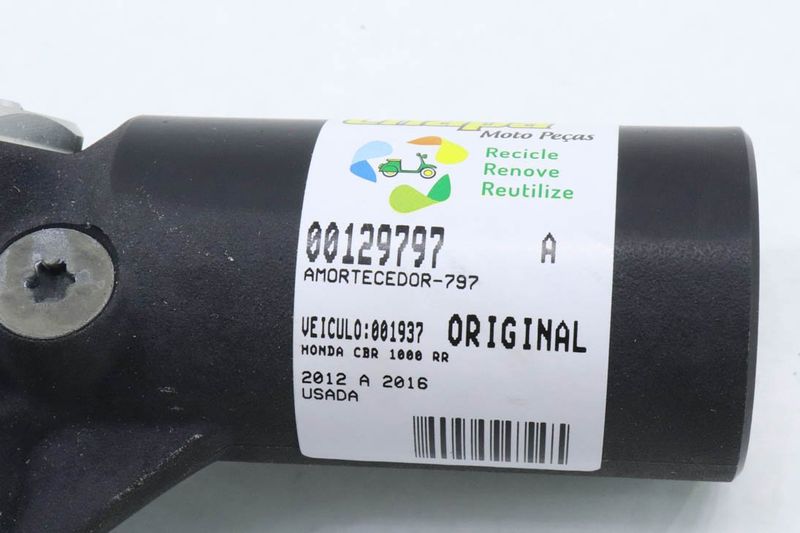 Moto Peças
Recicle
Renove
Reutilize
00129797 A
AMORTECEDOR-797
VEICULO:001937 ORIGINAL
HONDA CBR 1000 RR
2012 A 2016
USADA